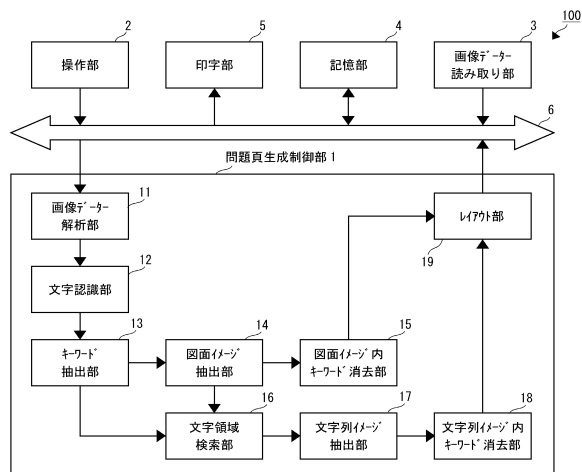 100
2
5
4
3
操作部
印字部
記憶部
画像ﾃﾞｰﾀｰ
読み取り部
6
問題頁生成制御部1
11
画像ﾃﾞｰﾀｰ
解析部
ﾚｲｱｳﾄ部
19
12
文字認識部
13
14
15
ｷｰﾜｰﾄﾞ
抽出部
図面ｲﾒｰｼﾞ
抽出部
図面ｲﾒｰｼﾞ内
ｷｰﾜｰﾄﾞ消去部
16
17
18
文字領域
検索部
文字列ｲﾒｰｼﾞ
抽出部
文字列ｲﾒｰｼﾞ内
ｷｰﾜｰﾄﾞ消去部